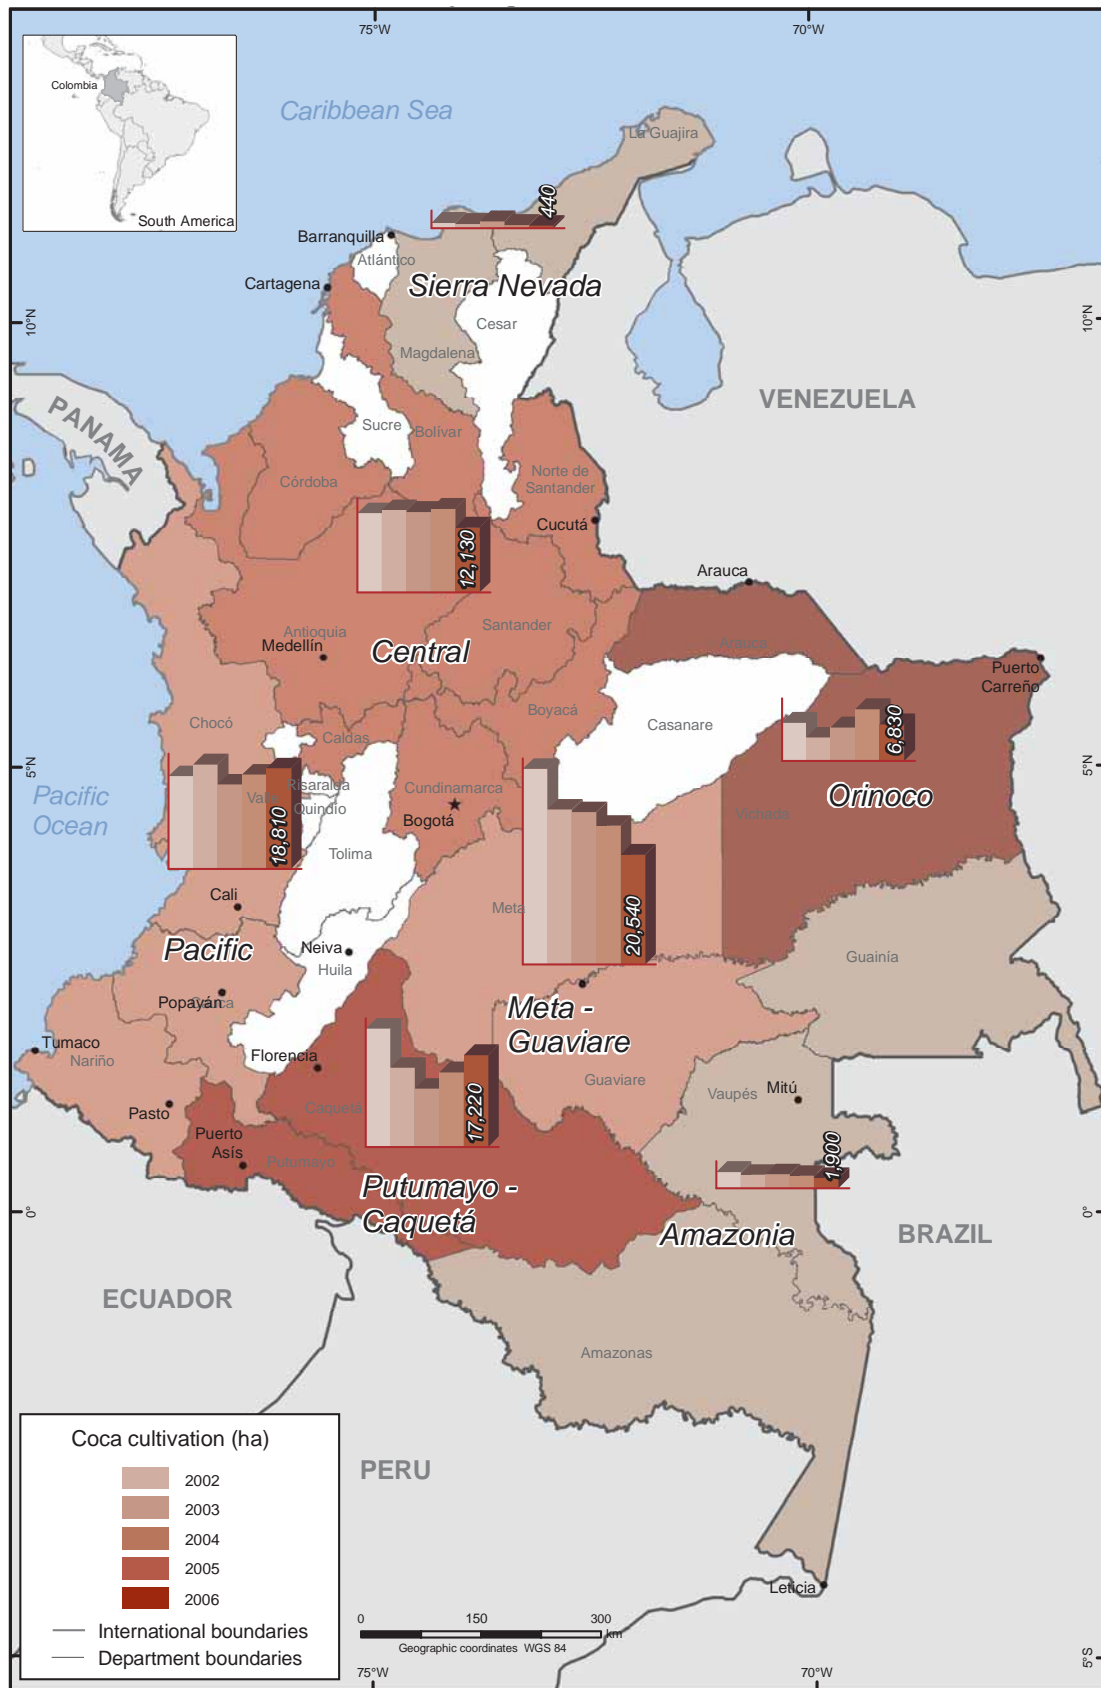 75°W
70°W
Colombia
South America
Caribbean Sea
La Guajira
440
Barranquilla
Atlántico
Cartagena
Sierra Nevada
10°N
10°N
Cesar
Magdalena
VENEZUELA
PANAMA
Sucre
Bolívar
Córdoba
Norte de
Santander
Cucutá
12,130
Arauca
Antioquia
Medellín
Santander
Central
Arauca
Puerto
Carreño
Chocó
Boyacá
Casanare
6,830
Caldas
5°N
5°N
Risaralda
Valle
Quindío
Cundinamarca
Orinoco
Pacific
Ocean
Bogotá
Vichada
18,810
Tolima
Cali
Meta
20,540
Pacific
Neiva
Huila
Guainía
Popayán
Cauca
Meta -
Guaviare
Tumaco
Nariño
Florencia
Guaviare
Vaupés
Mitú
Pasto
Caquetá
17,220
Puerto
Asís
Putumayo
1,900
Putumayo -
Caquetá
0°
0°
Amazonia
BRAZIL
ECUADOR
Amazonas
Coca cultivation (ha)
2002
2003
2004
2005
2006
International boundaries
Department boundaries
PERU
Leticia
0
150
300
km
Geographic coordinates WGS 84
5°S
75°W
70°W